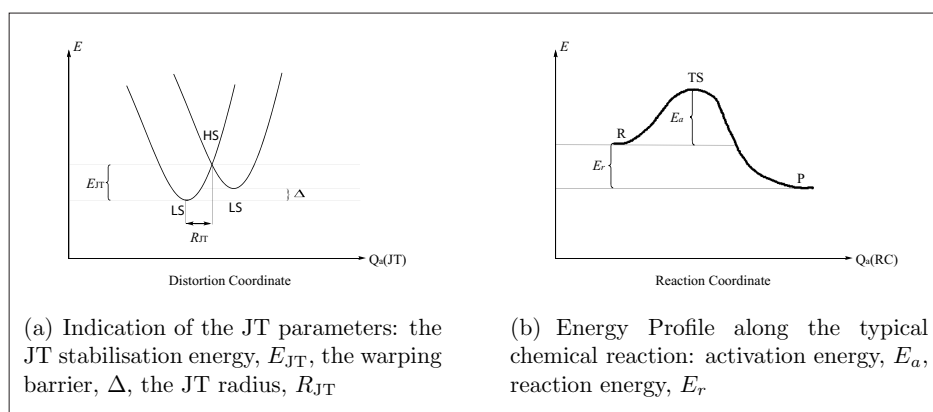 E
HS
E_JT
LS
LS
Δ
R_JT
Q_a(JT)
Distortion Coordinate
(a) Indication of the JT parameters: the
JT stabilisation energy, E_JT, the warping
barrier, Δ, the JT radius, R_JT
E
TS
R
E_a
E_r
P
Q_a(RC)
Reaction Coordinate
(b) Energy Profile along the typical
chemical reaction: activation energy, E_a,
reaction energy, E_r